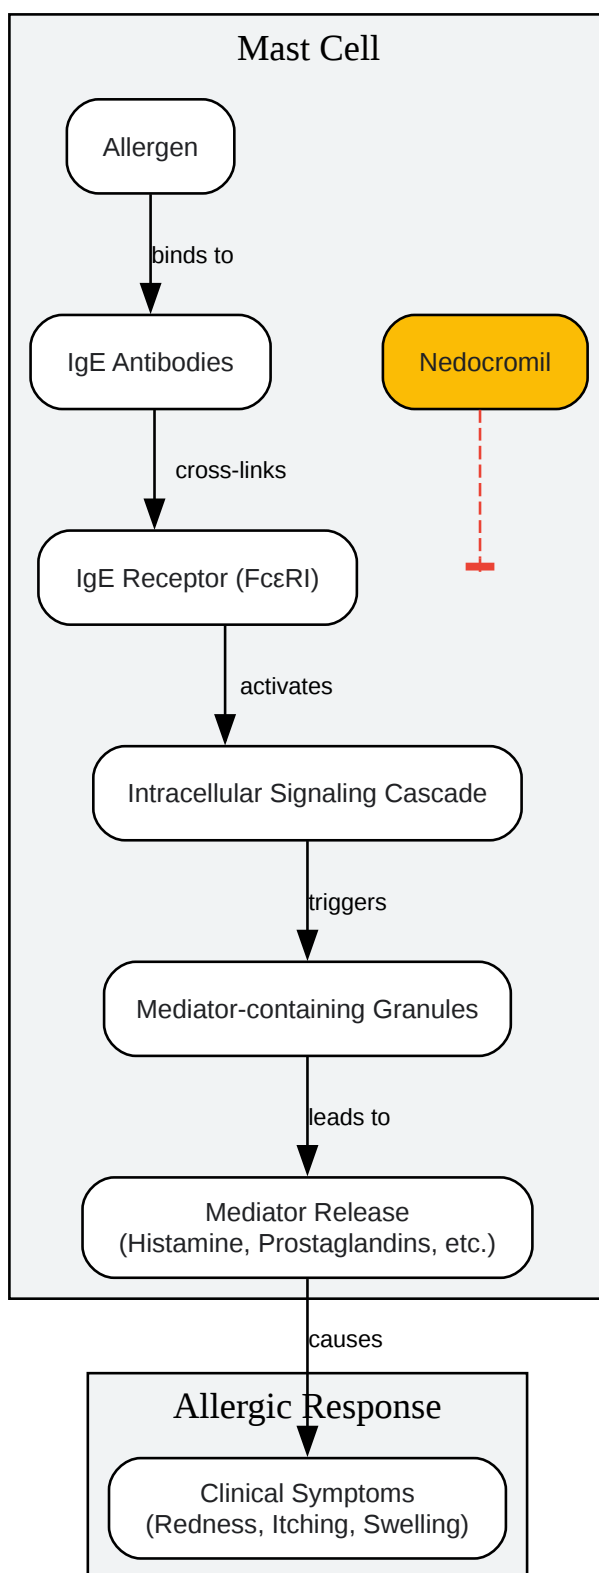 Mast Cell
Allergen
binds to
IgE Antibodies
Nedocromil
cross-links
IgE Receptor (FcεRI)
activates
Intracellular Signaling Cascade
triggers
Mediator-containing Granules
leads to
Mediator Release
(Histamine, Prostaglandins, etc.)
causes
Allergic Response
Clinical Symptoms
(Redness, Itching, Swelling)